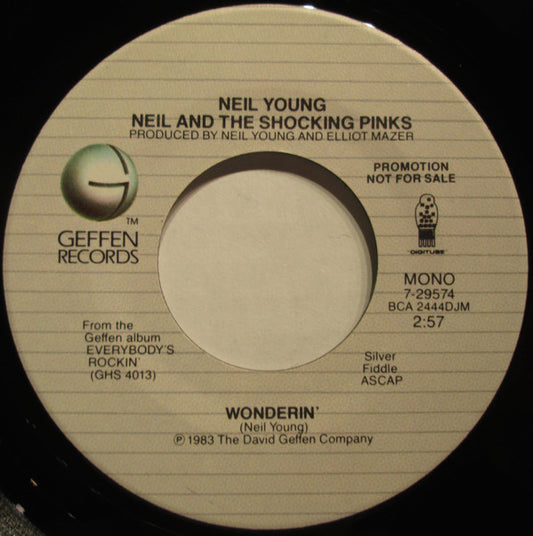 NEIL YOUNG
NEIL AND THE SHOCKING PINKS
PRODUCED BY NEIL YOUNG AND ELLIOT MAZER
PROMOTION
NOT FOR SALE
G
TM
GEFFEN
RECORDS
DIGITUBE
MONO
7-29574
BCA 2444DJM
2:57
From the
Geffen album
EVERYBODY'S
ROCKIN'
(GHS 4013)
Silver
Fiddle
ASCAP
WONDERIN'
(Neil Young)
℗ 1983 The David Geffen Company